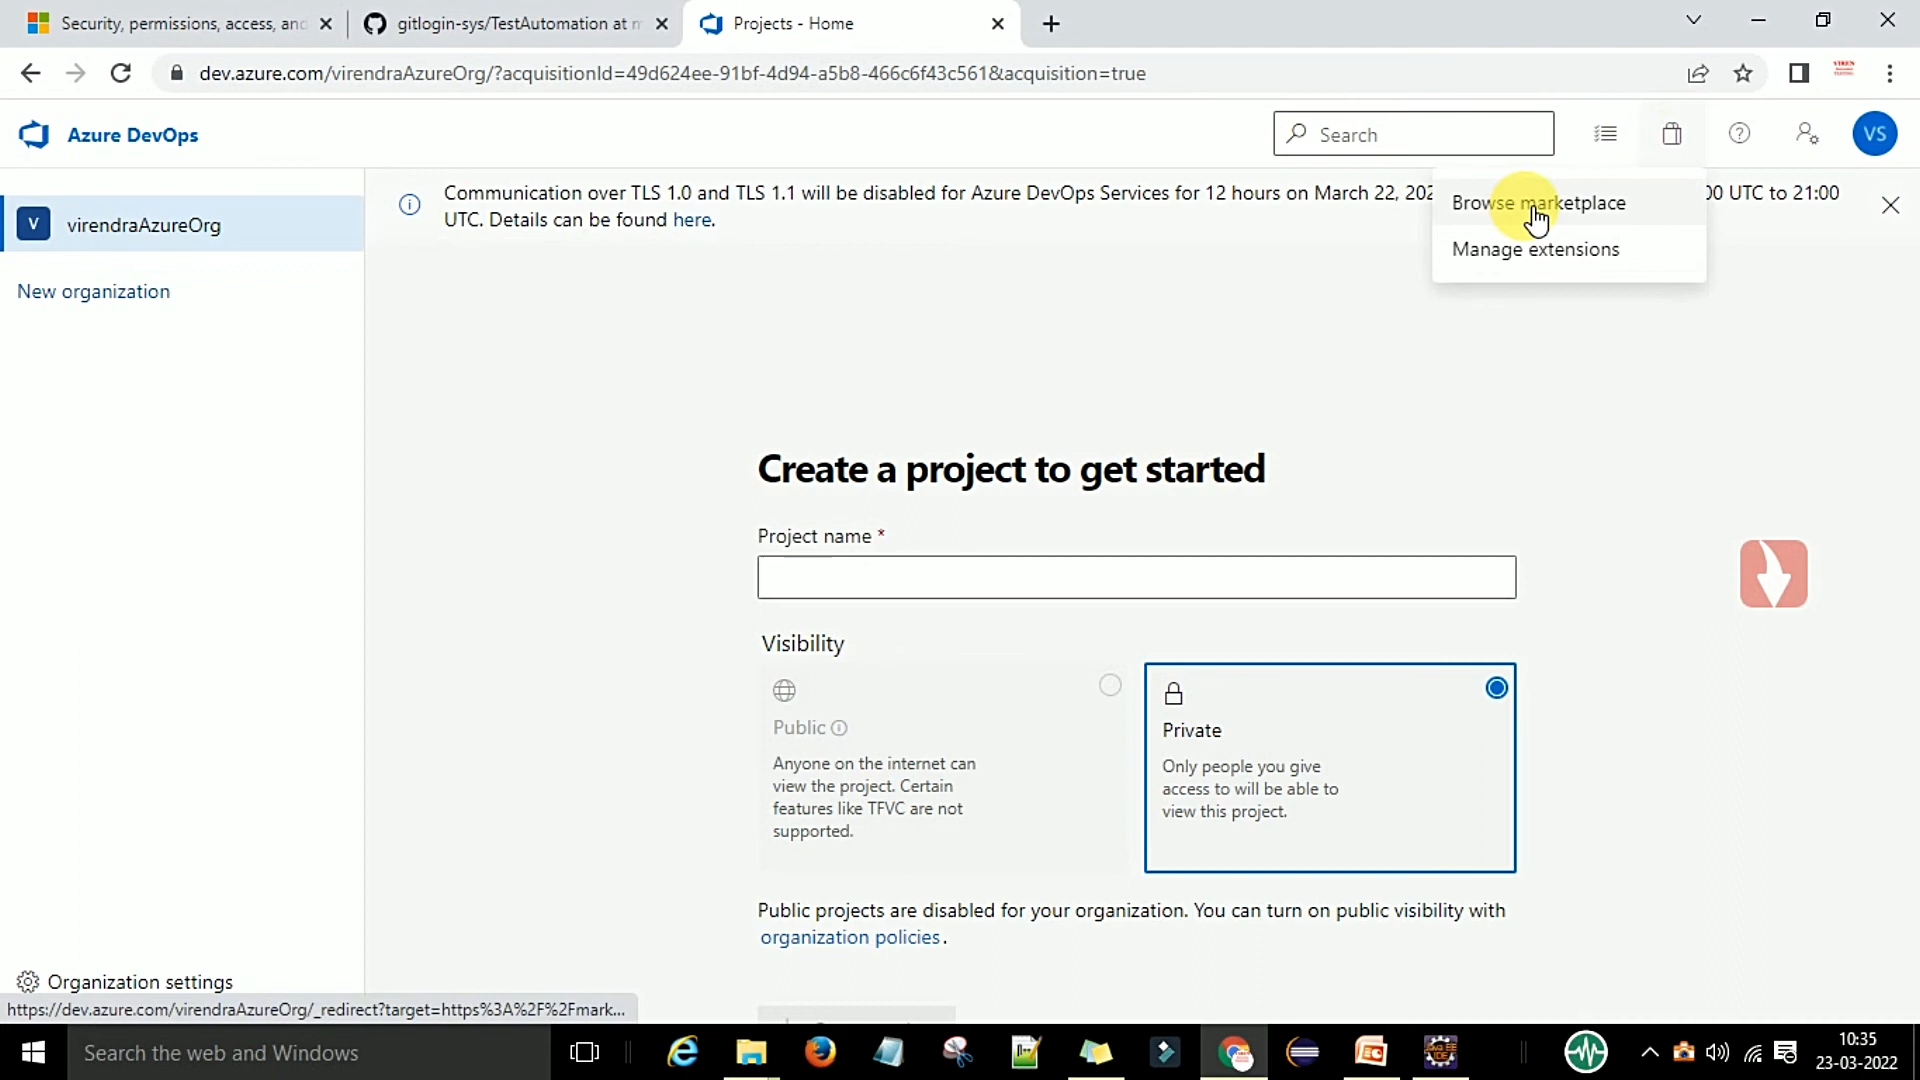 Security, permissions, access, and
gitlogin-sys/TestAutomation at m
Projects - Home
dev.azure.com/virendraAzureOrg/?acquisitionId=49d624ee-91bf-4d94-a5b8-466c6f43c561&acquisition=true
VIREN
Azure DevOps
Search
VS
V
virendraAzureOrg
New organization
Communication over TLS 1.0 and TLS 1.1 will be disabled for Azure DevOps Services for 12 hours on March 22, 202
00 UTC to 21:00
UTC. Details can be found here.
Browse marketplace
Manage extensions
Create a project to get started
Project name *
Visibility
Public
Anyone on the internet can
view the project. Certain
features like TFVC are not
supported.
Private
Only people you give
access to will be able to
view this project.
Public projects are disabled for your organization. You can turn on public visibility with
organization policies.
Organization settings
https://dev.azure.com/virendraAzureOrg/_redirect?target=https%3A%2F%2Fmark...
Search the web and Windows
10:35
23-03-2022